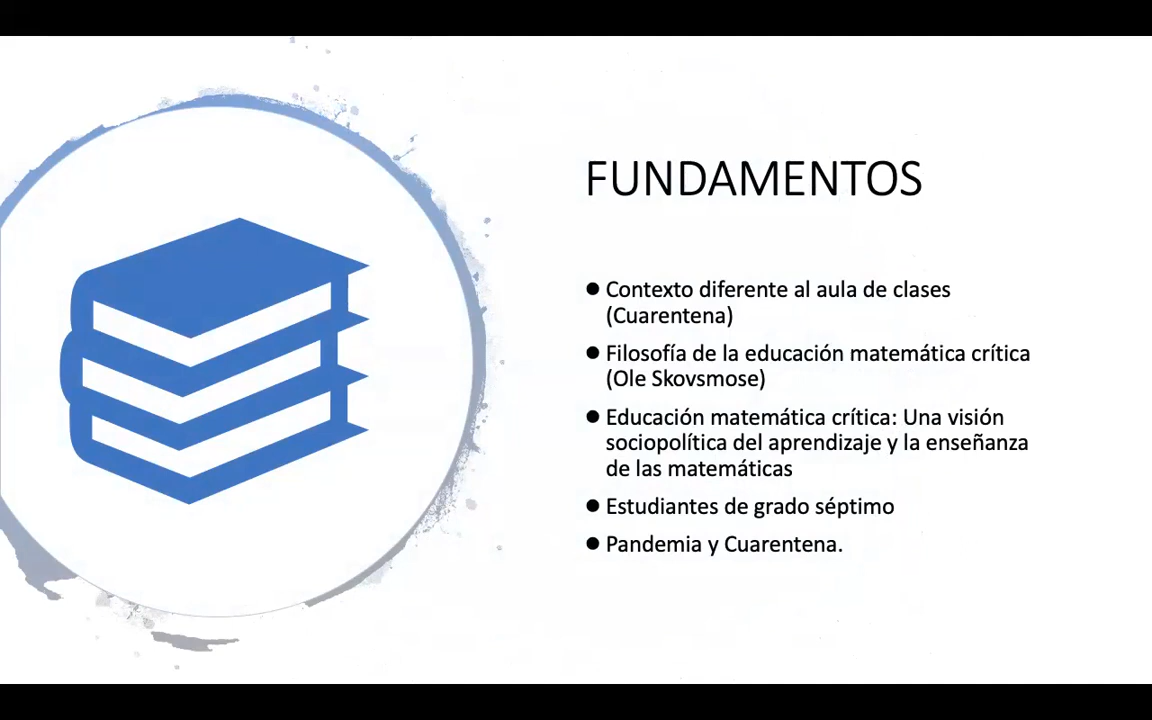 FUNDAMENTOS
● Contexto diferente al aula de clases
(Cuarentena)
● Filosofía de la educación matemática crítica
(Ole Skovsmose)
● Educación matemática crítica: Una visión
sociopolítica del aprendizaje y la enseñanza
de las matemáticas
● Estudiantes de grado séptimo
● Pandemia y Cuarentena.